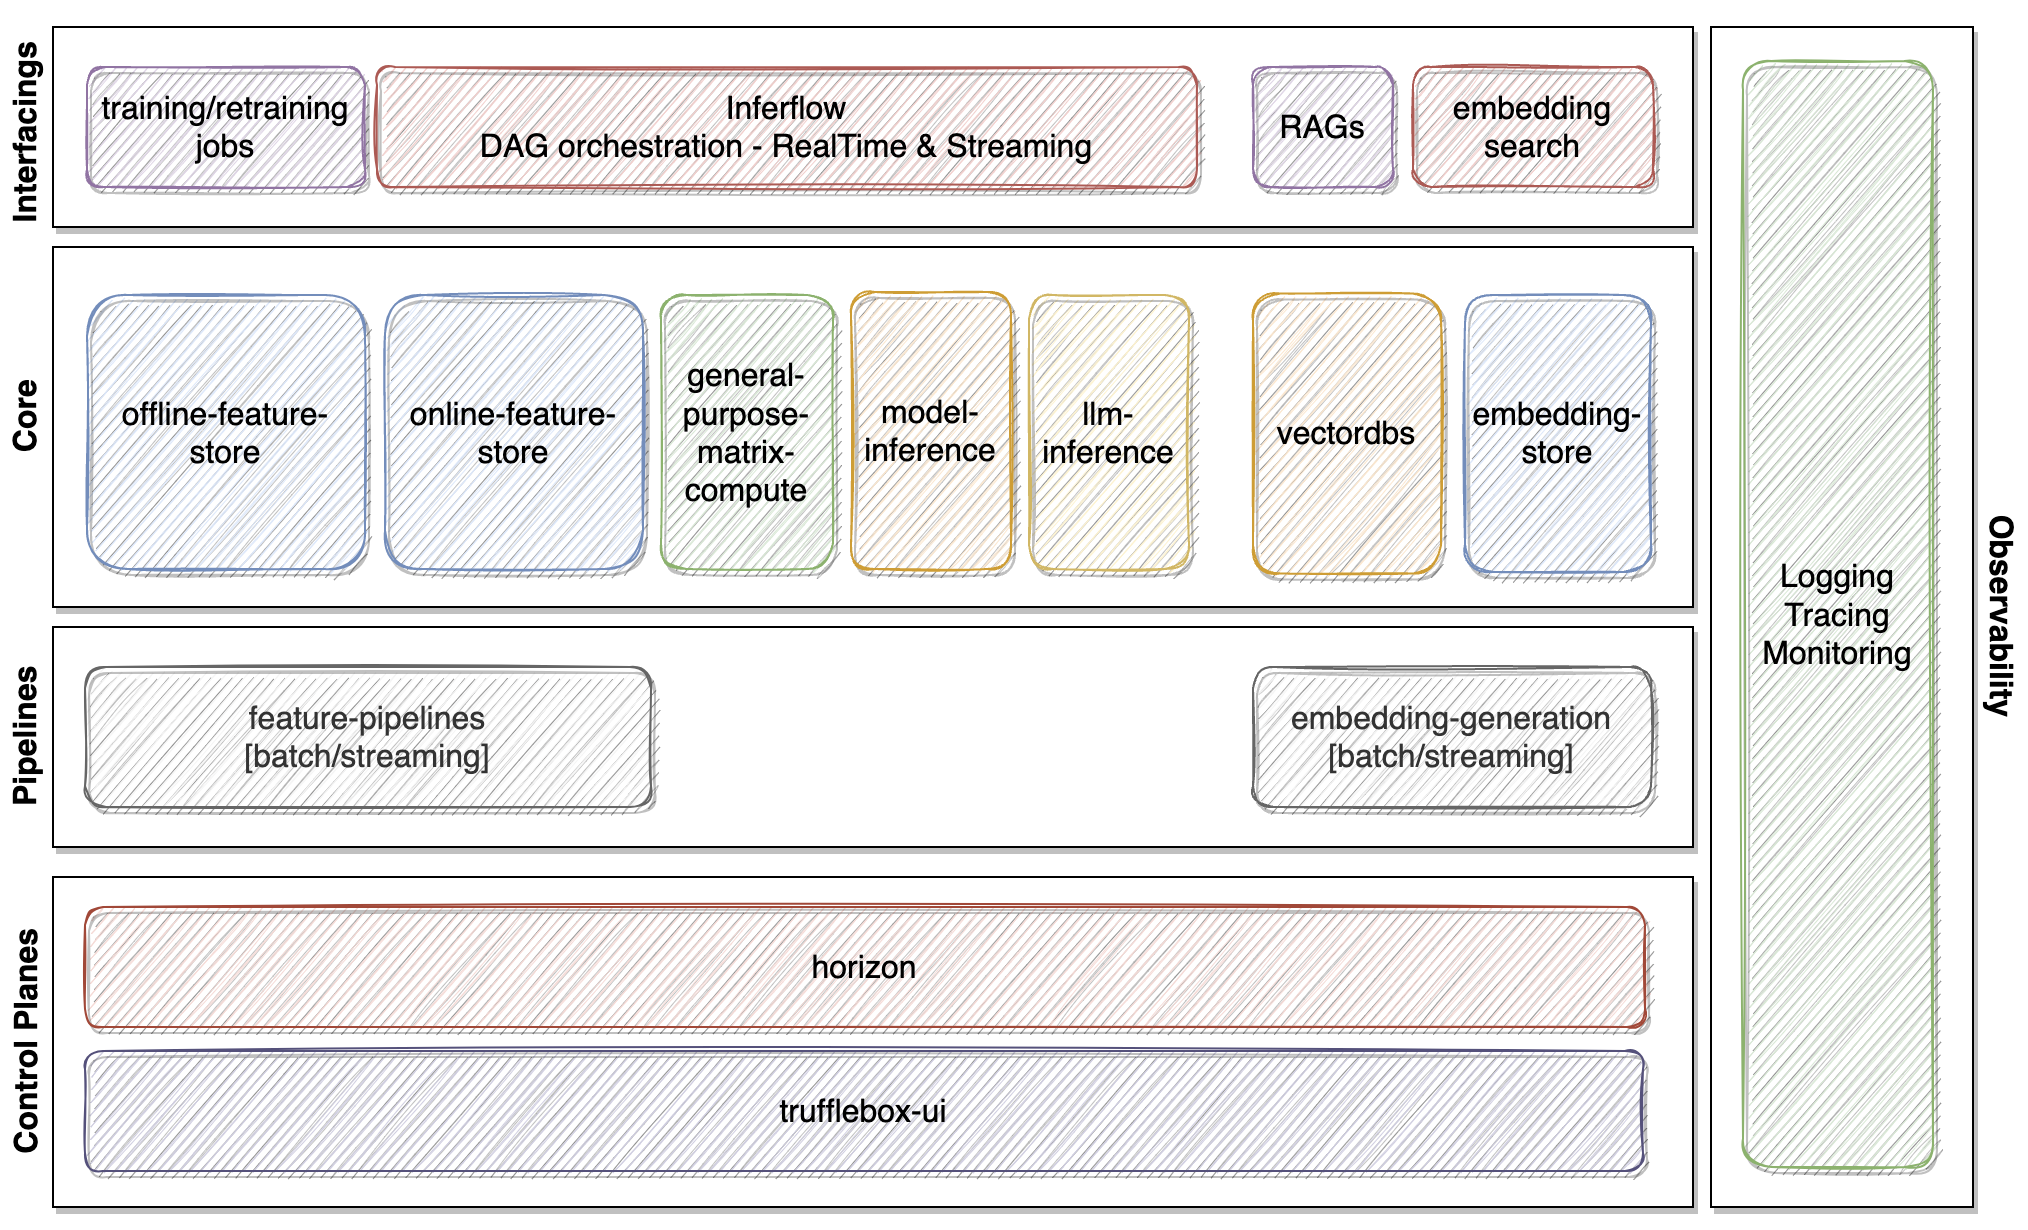 Interfacings
training/retraining
jobs
Inferflow
DAG orchestration - RealTime & Streaming
RAGs
embedding
search
Core
offline-feature-
store
online-feature-
store
general-
purpose-
matrix-
compute
model-
inference
llm-
inference
vectordbs
embedding-
store
Pipelines
feature-pipelines
[batch/streaming]
embedding-generation
[batch/streaming]
Control Planes
horizon
trufflebox-ui
Logging
Tracing
Monitoring
Observability